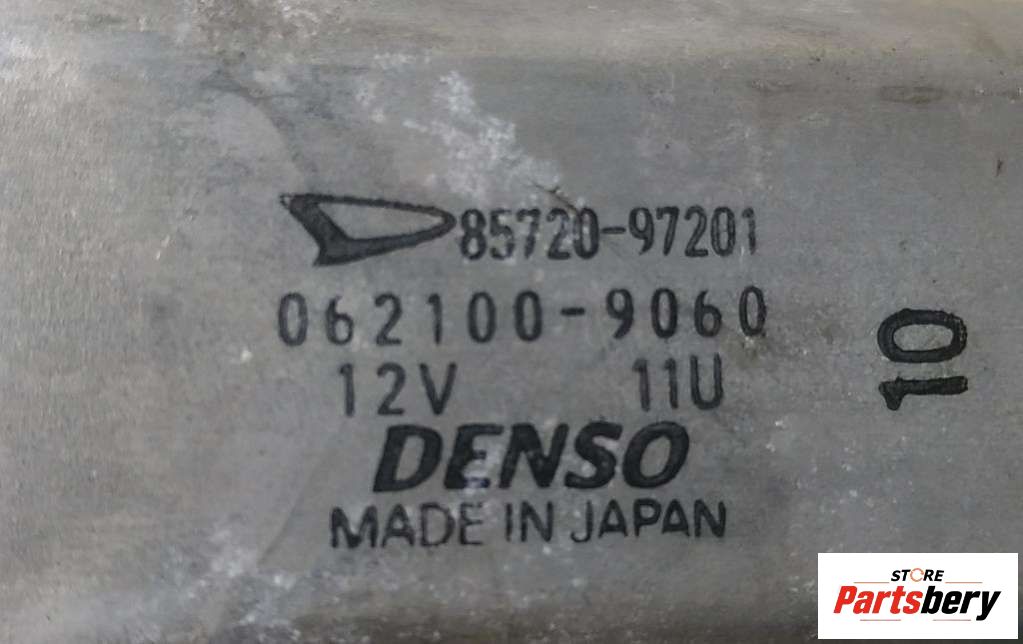 85720-97201
062100-9060
12V 11U
DENSO
MADE IN JAPAN
10
STORE
Partsbery